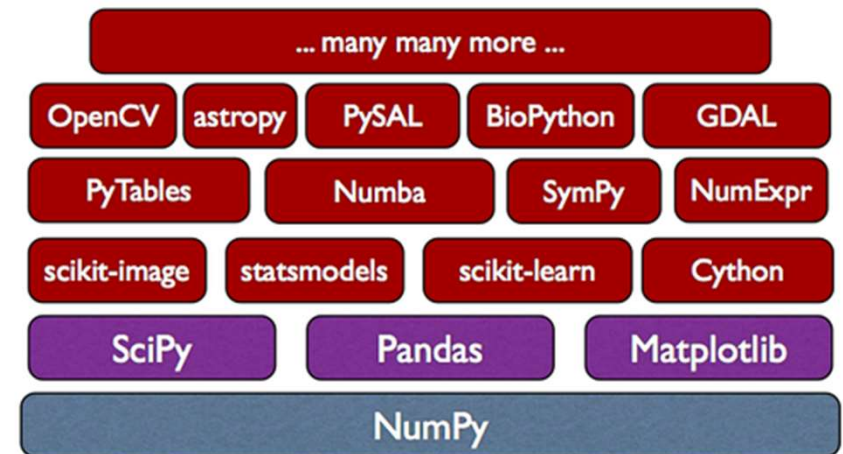 ... many many more ...
OpenCV astropy PySAL BioPython GDAL
PyTables Numba SymPy NumExpr
scikit-image statsmodels scikit-learn Cython
SciPy Pandas Matplotlib
NumPy